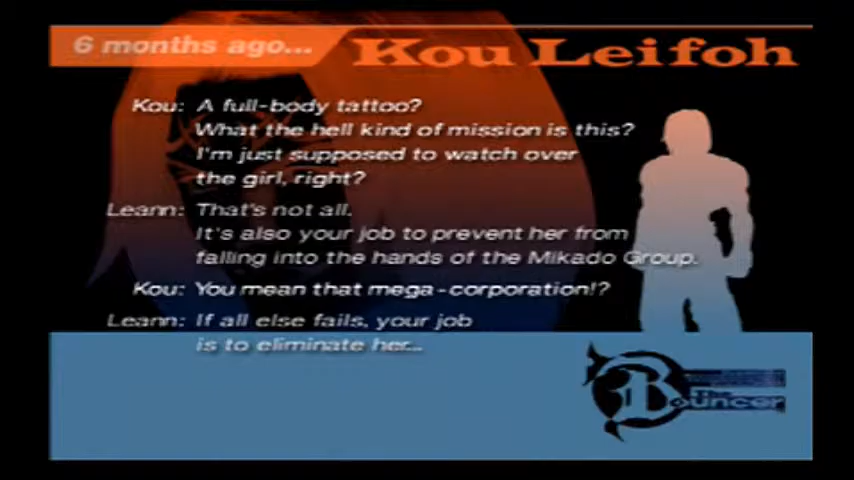 6 months ago...
Kou Leifoh
Kou: A full-body tattoo?
What the hell kind of mission is this?
I'm just supposed to watch over
the girl, right?
Leann: That's not all.
It's also your job to prevent her from
falling into the hands of the Mikado Group.
Kou: You mean that mega-corporation!?
Leann: If all else fails, your job
is to eliminate her...
The
Bouncer